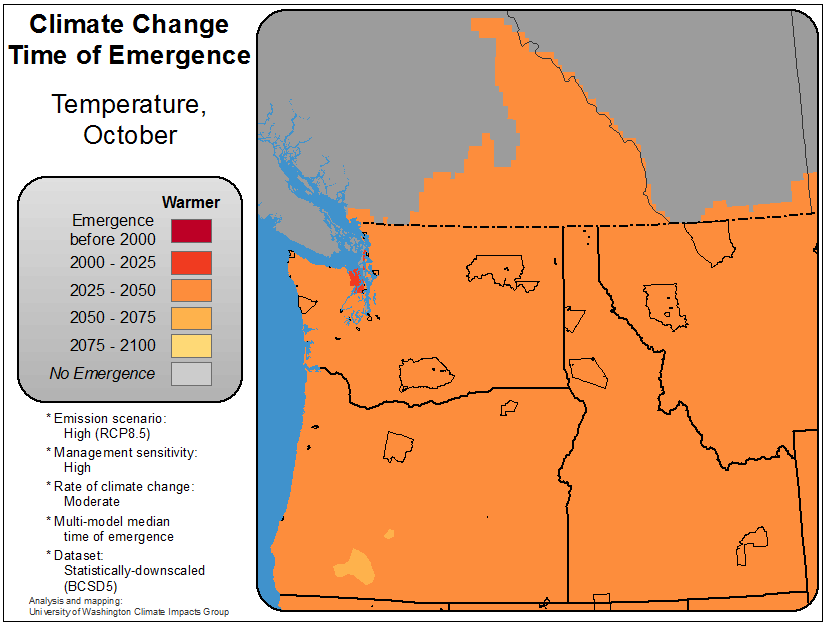 Climate Change
Time of Emergence
Temperature,
October
Warmer
Emergence
before 2000
2000 - 2025
2025 - 2050
2050 - 2075
2075 - 2100
No Emergence
* Emission scenario:
High (RCP8.5)
* Management sensitivity:
High
* Rate of climate change:
Moderate
* Multi-model median
time of emergence
* Dataset:
Statistically-downscaled
(BCSD5)
Analysis and mapping:
University of Washington Climate Impacts Group